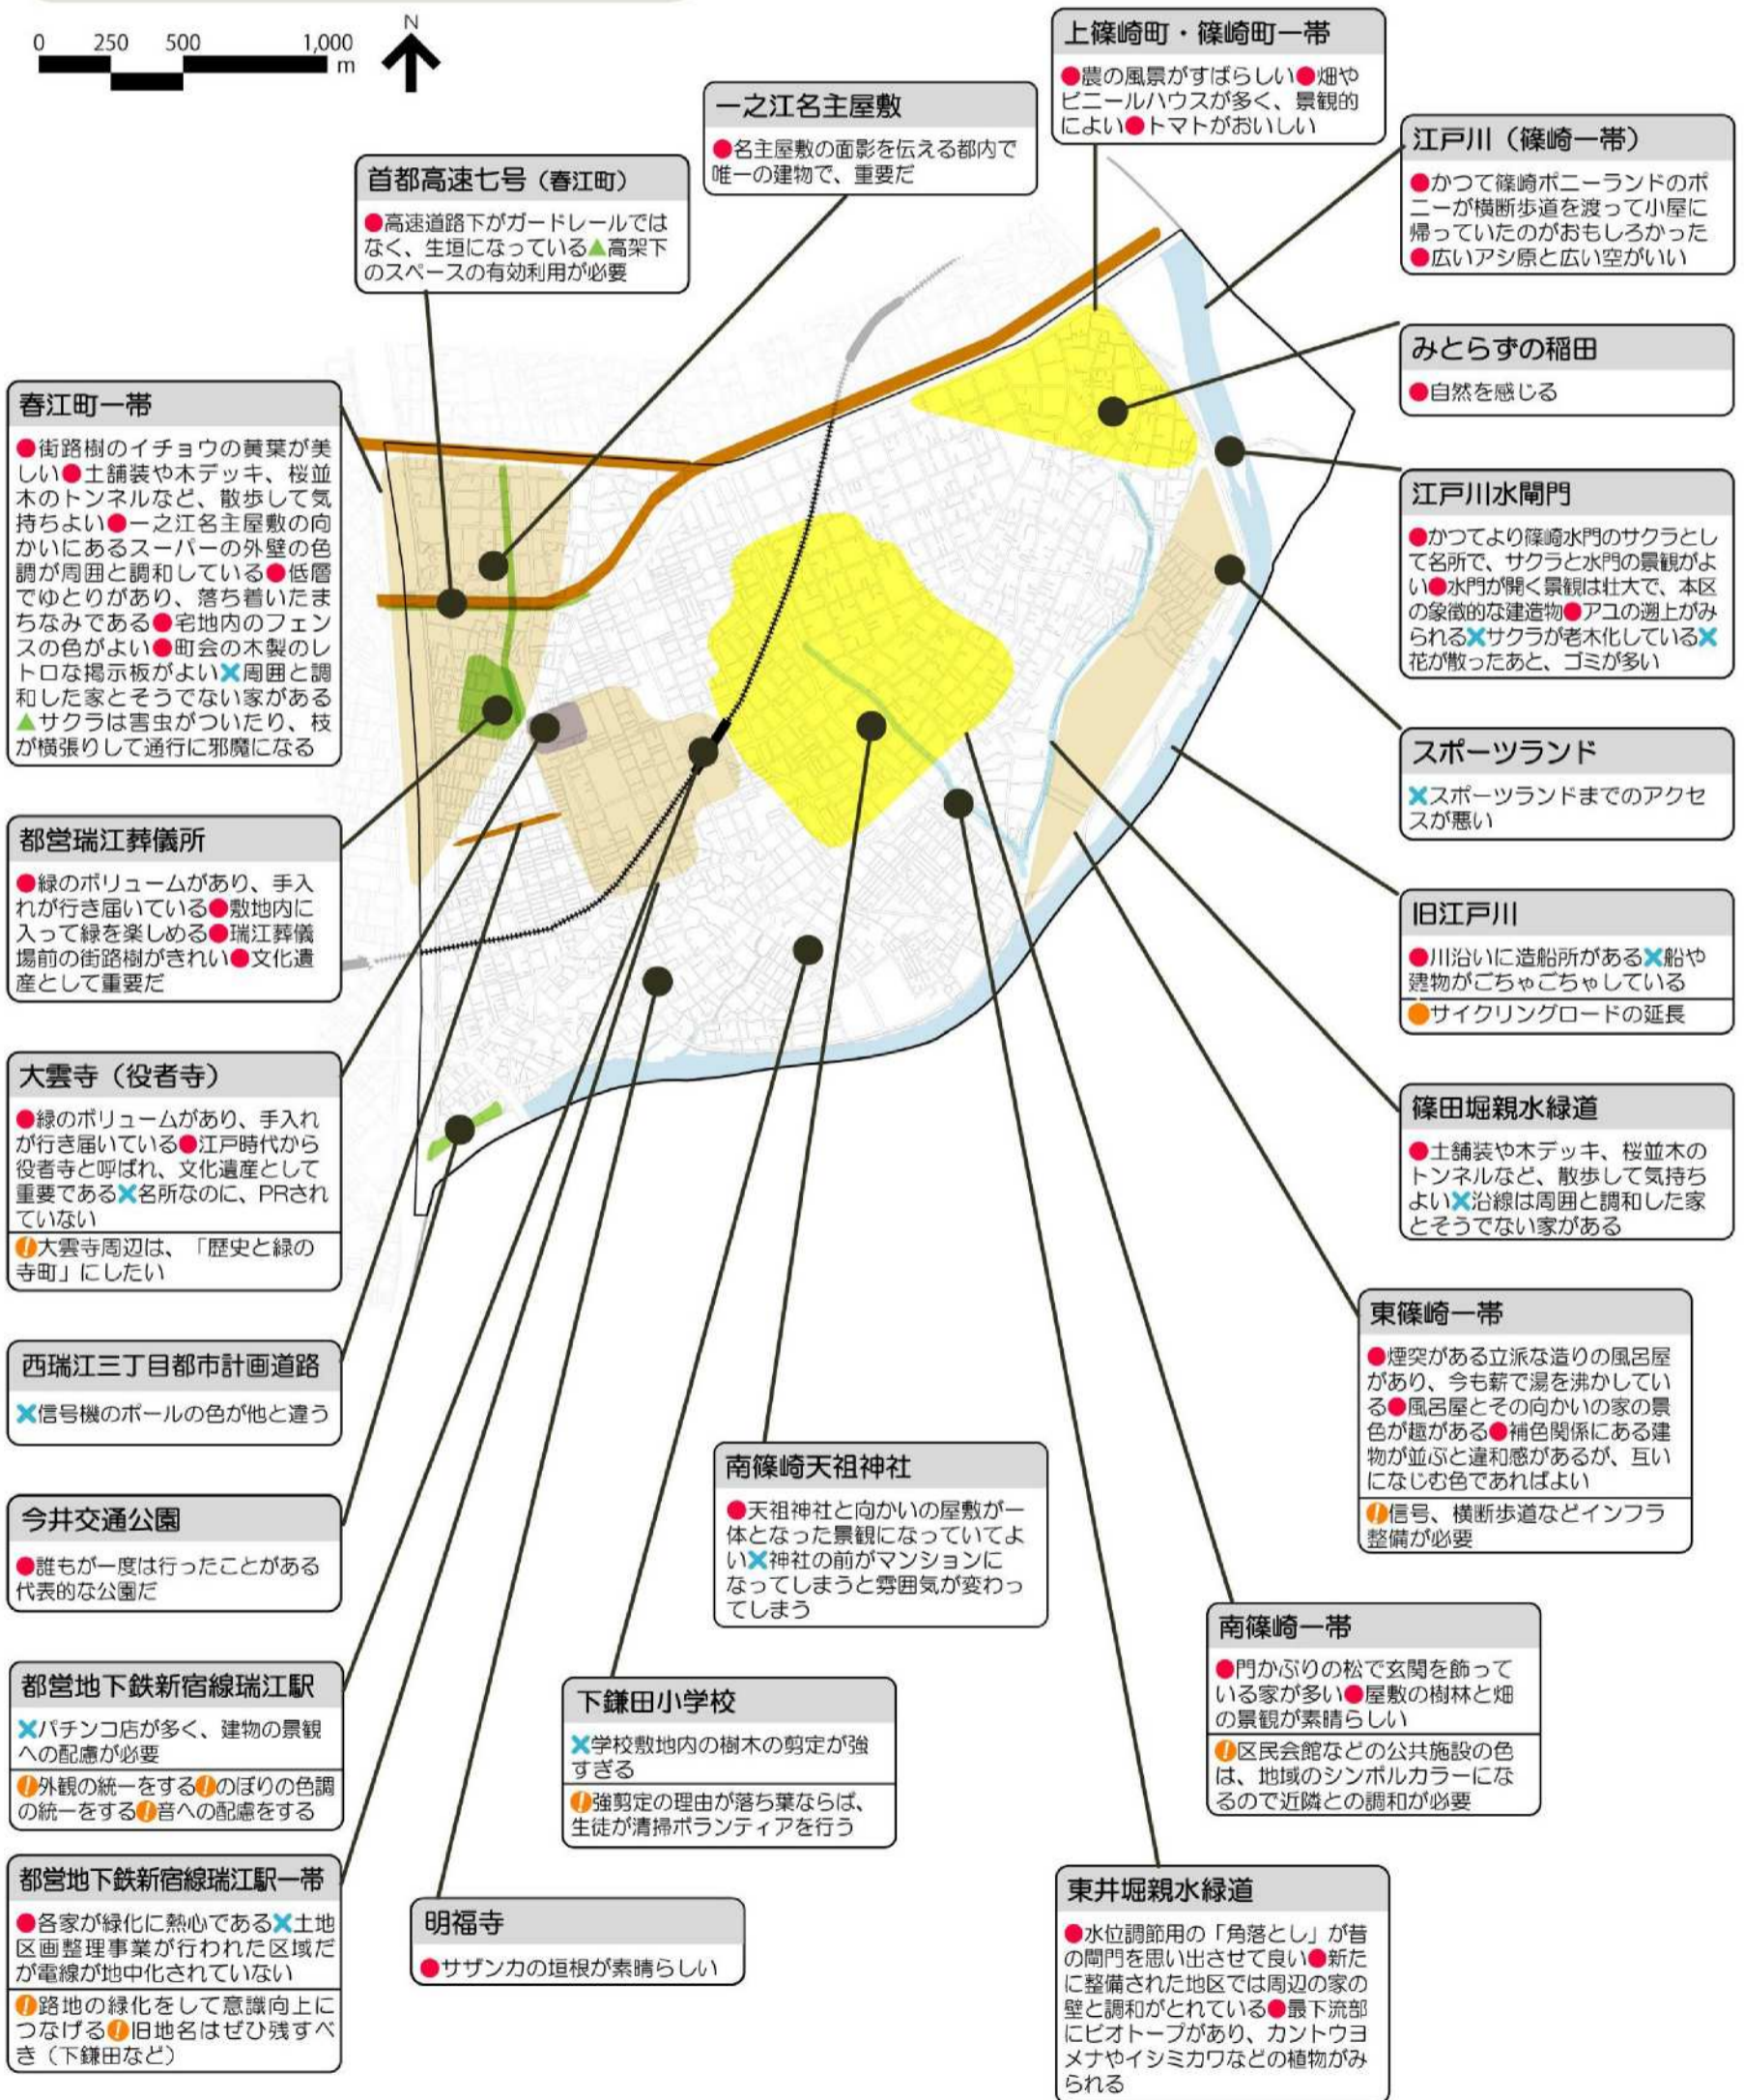 0 250 500 1,000
m
N
上篠崎町・篠崎町一帯
●農の風景がすばらしい●畑や
ビニールハウスが多く、景観的
によい●トマトがおいしい
一之江名主屋敷
●名主屋敷の面影を伝える都内で
唯一の建物で、重要だ
江戸川（篠崎一帯）
●かつて篠崎ポニーランドのポ
ニーが横断歩道を渡って小屋に
帰っていたのがおもしろかった
●広いアシ原と広い空がいい
首都高速七号（春江町）
●高速道路下がガードレールでは
なく、生垣になっている▲高架下
のスペースの有効利用が必要
みとらずの稲田
●自然を感じる
春江町一帯
●街路樹のイチョウの黄葉が美
しい●土舗装や木デッキ、桜並
木のトンネルなど、散歩して気
持ちよい●一之江名主屋敷の向
かいにあるスーパーの外壁の色
調が周囲と調和している●低層
でゆとりがあり、落ち着いたま
ちなみである●宅地内のフェン
スの色がよい●町会の木製のレ
トロな掲示板がよい✖周囲と調
和した家とそうでない家がある
▲サクラは害虫がついたり、枝
が横張りして通行に邪魔になる
江戸川水閘門
●かつてより篠崎水門のサクラとし
て名所で、サクラと水門の景観がよ
い●水門が開く景観は壮大で、本区
の象徴的な建造物●アユの遡上がみ
られる✖サクラが老木化している✖
花が散ったあと、ゴミが多い
スポーツランド
✖スポーツランドまでのアクセ
スが悪い
都営瑞江葬儀所
●緑のボリュームがあり、手入
れが行き届いている●敷地内に
入って緑を楽しめる●瑞江葬儀
場前の街路樹がきれい●文化遺
産として重要だ
旧江戸川
●川沿いに造船所がある✖船や
建物がごちゃごちゃしている
●サイクリングロードの延長
大雲寺（役者寺）
●緑のボリュームがあり、手入れ
が行き届いている●江戸時代から
役者寺と呼ばれ、文化遺産として
重要である✖名所なのに、PRされ
ていない
!大雲寺周辺は、「歴史と緑の
寺町」にしたい
篠田堀親水緑道
●土舗装や木デッキ、桜並木の
トンネルなど、散歩して気持ち
よい✖沿線は周囲と調和した家
とそうでない家がある
西瑞江三丁目都市計画道路
✖信号機のポールの色が他と違う
東篠崎一帯
●煙突がある立派な造りの風呂屋
があり、今も薪で湯を沸かしてい
る●風呂屋とその向かいの家の景
色が趣がある●補色関係にある建
物が並ぶと違和感があるが、互い
になじむ色であればよい
!信号、横断歩道などインフラ
整備が必要
今井交通公園
●誰もが一度は行ったことがある
代表的な公園だ
南篠崎天祖神社
●天祖神社と向かいの屋敷が一
体となった景観になっていてよ
い✖神社の前がマンションに
なってしまうと雰囲気が変わっ
てしまう
南篠崎一帯
●門かぶりの松で玄関を飾って
いる家が多い●屋敷の樹林と畑
の景観が素晴らしい
!区民会館などの公共施設の色
は、地域のシンボルカラーにな
るので近隣との調和が必要
都営地下鉄新宿線瑞江駅
✖パチンコ店が多く、建物の景観
への配慮が必要
!外観の統一をする!のぼりの色調
の統一をする!音への配慮をする
下鎌田小学校
✖学校敷地内の樹木の剪定が強
すぎる
!強剪定の理由が落ち葉ならば、
生徒が清掃ボランティアを行う
都営地下鉄新宿線瑞江駅一帯
●各家が緑化に熱心である✖土地
区画整理事業が行われた区域だ
が電線が地中化されていない
!路地の緑化をして意識向上に
つなげる!旧地名はぜひ残すべ
き（下鎌田など）
明福寺
●サザンカの垣根が素晴らしい
東井堀親水緑道
●水位調節用の「角落とし」が昔
の閘門を思い出させて良い●新た
に整備された地区では周辺の家の
壁と調和がとれている●最下流部
にビオトープがあり、カントウヨ
メナやイシミカワなどの植物がみ
られる